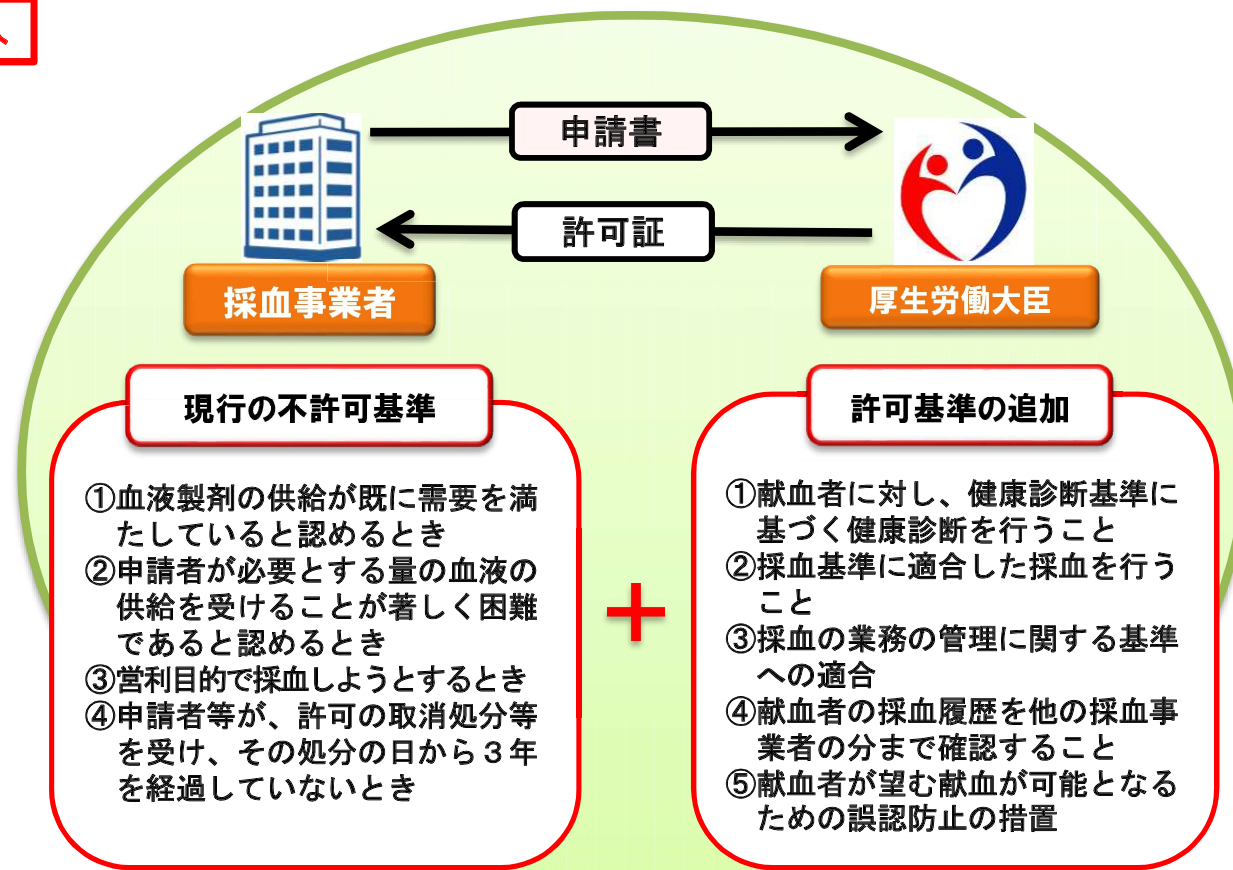 申請書
許可証
採血事業者
厚生労働大臣
現行の不許可基準
①血液製剤の供給が既に需要を満
たしていると認めるとき
②申請者が必要とする量の血液の
供給を受けることが著しく困難
であると認めるとき
③営利目的で採血しようとするとき
④申請者等が、許可の取消処分等
を受け、その処分の日から３年
を経過していないとき
＋
許可基準の追加
①献血者に対し、健康診断基準に
基づく健康診断を行うこと
②採血基準に適合した採血を行う
こと
③採血の業務の管理に関する基準
への適合
④献血者の採血履歴を他の採血事
業者の分まで確認すること
⑤献血者が望む献血が可能となる
ための誤認防止の措置